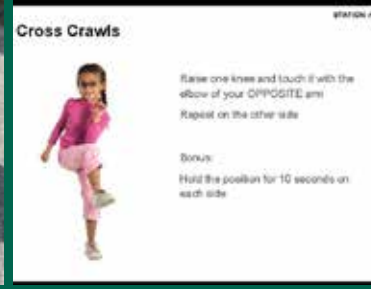 STATION
Cross Crawls
Raise one knee and touch it with the
elbow of your OPPOSITE arm
Repeat on the other side
Bonus:
Hold the position for 10 seconds on
each side